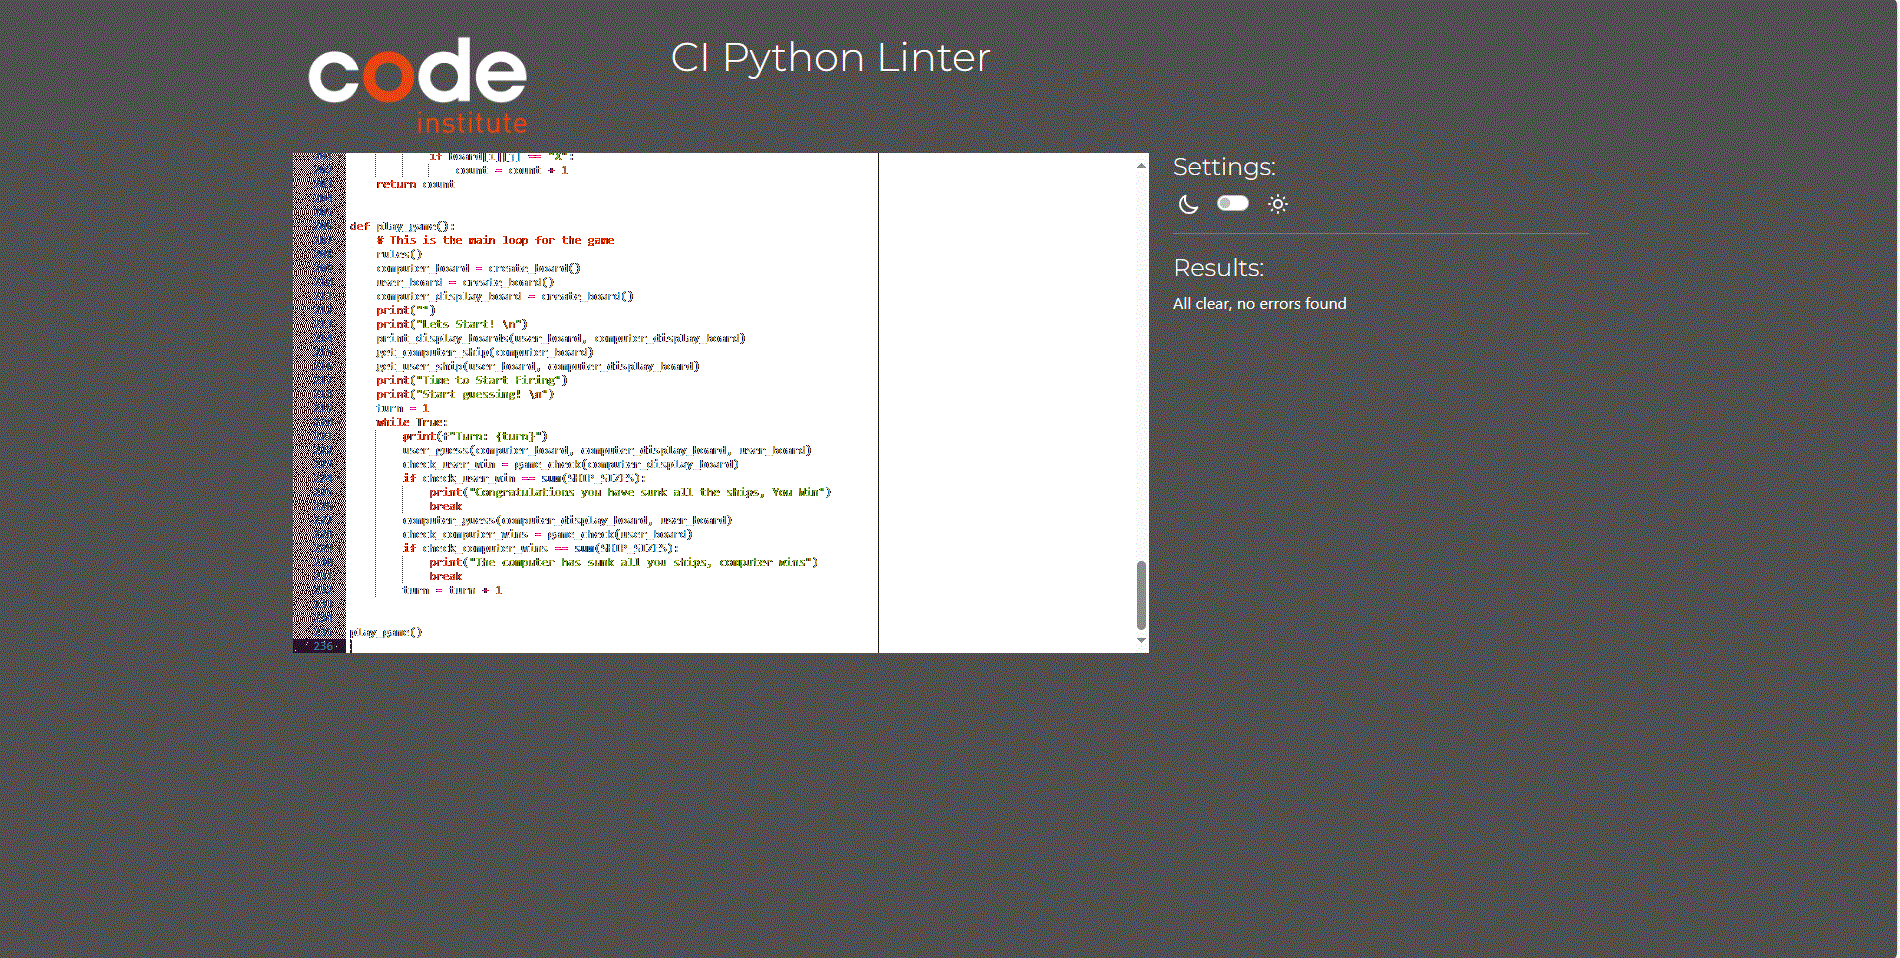 code
institute
CI Python Linter
if board[i][j] == "X":
count = count + 1
return count
def play_game():
# This is the main loop for the game
rules()
computer_board = create_board()
user_board = create_board()
computer_display_board = create_board()
print("")
print("Lets Start! \n")
print_display_boards(user_board, computer_display_board)
get_computer_ship(computer_board)
get_user_ship(user_board, computer_display_board)
print("Time to Start Firing")
print("Start guessing! \n")
turn = 1
while True:
print(f"Turn: {turn}")
user_guess(computer_board, computer_display_board, user_board)
check_user_win = game_check(computer_display_board)
if check_user_win == sum(SHIP_SIZES):
print("Congratulations you have sunk all the ships, You Win")
break
computer_guess(computer_display_board, user_board)
check_computer_wins = game_check(user_board)
if check_computer_wins == sum(SHIP_SIZES):
print("The computer has sunk all you ships, computer wins")
break
turn = turn + 1
play_game()
236
Settings:
Results:
All clear, no errors found